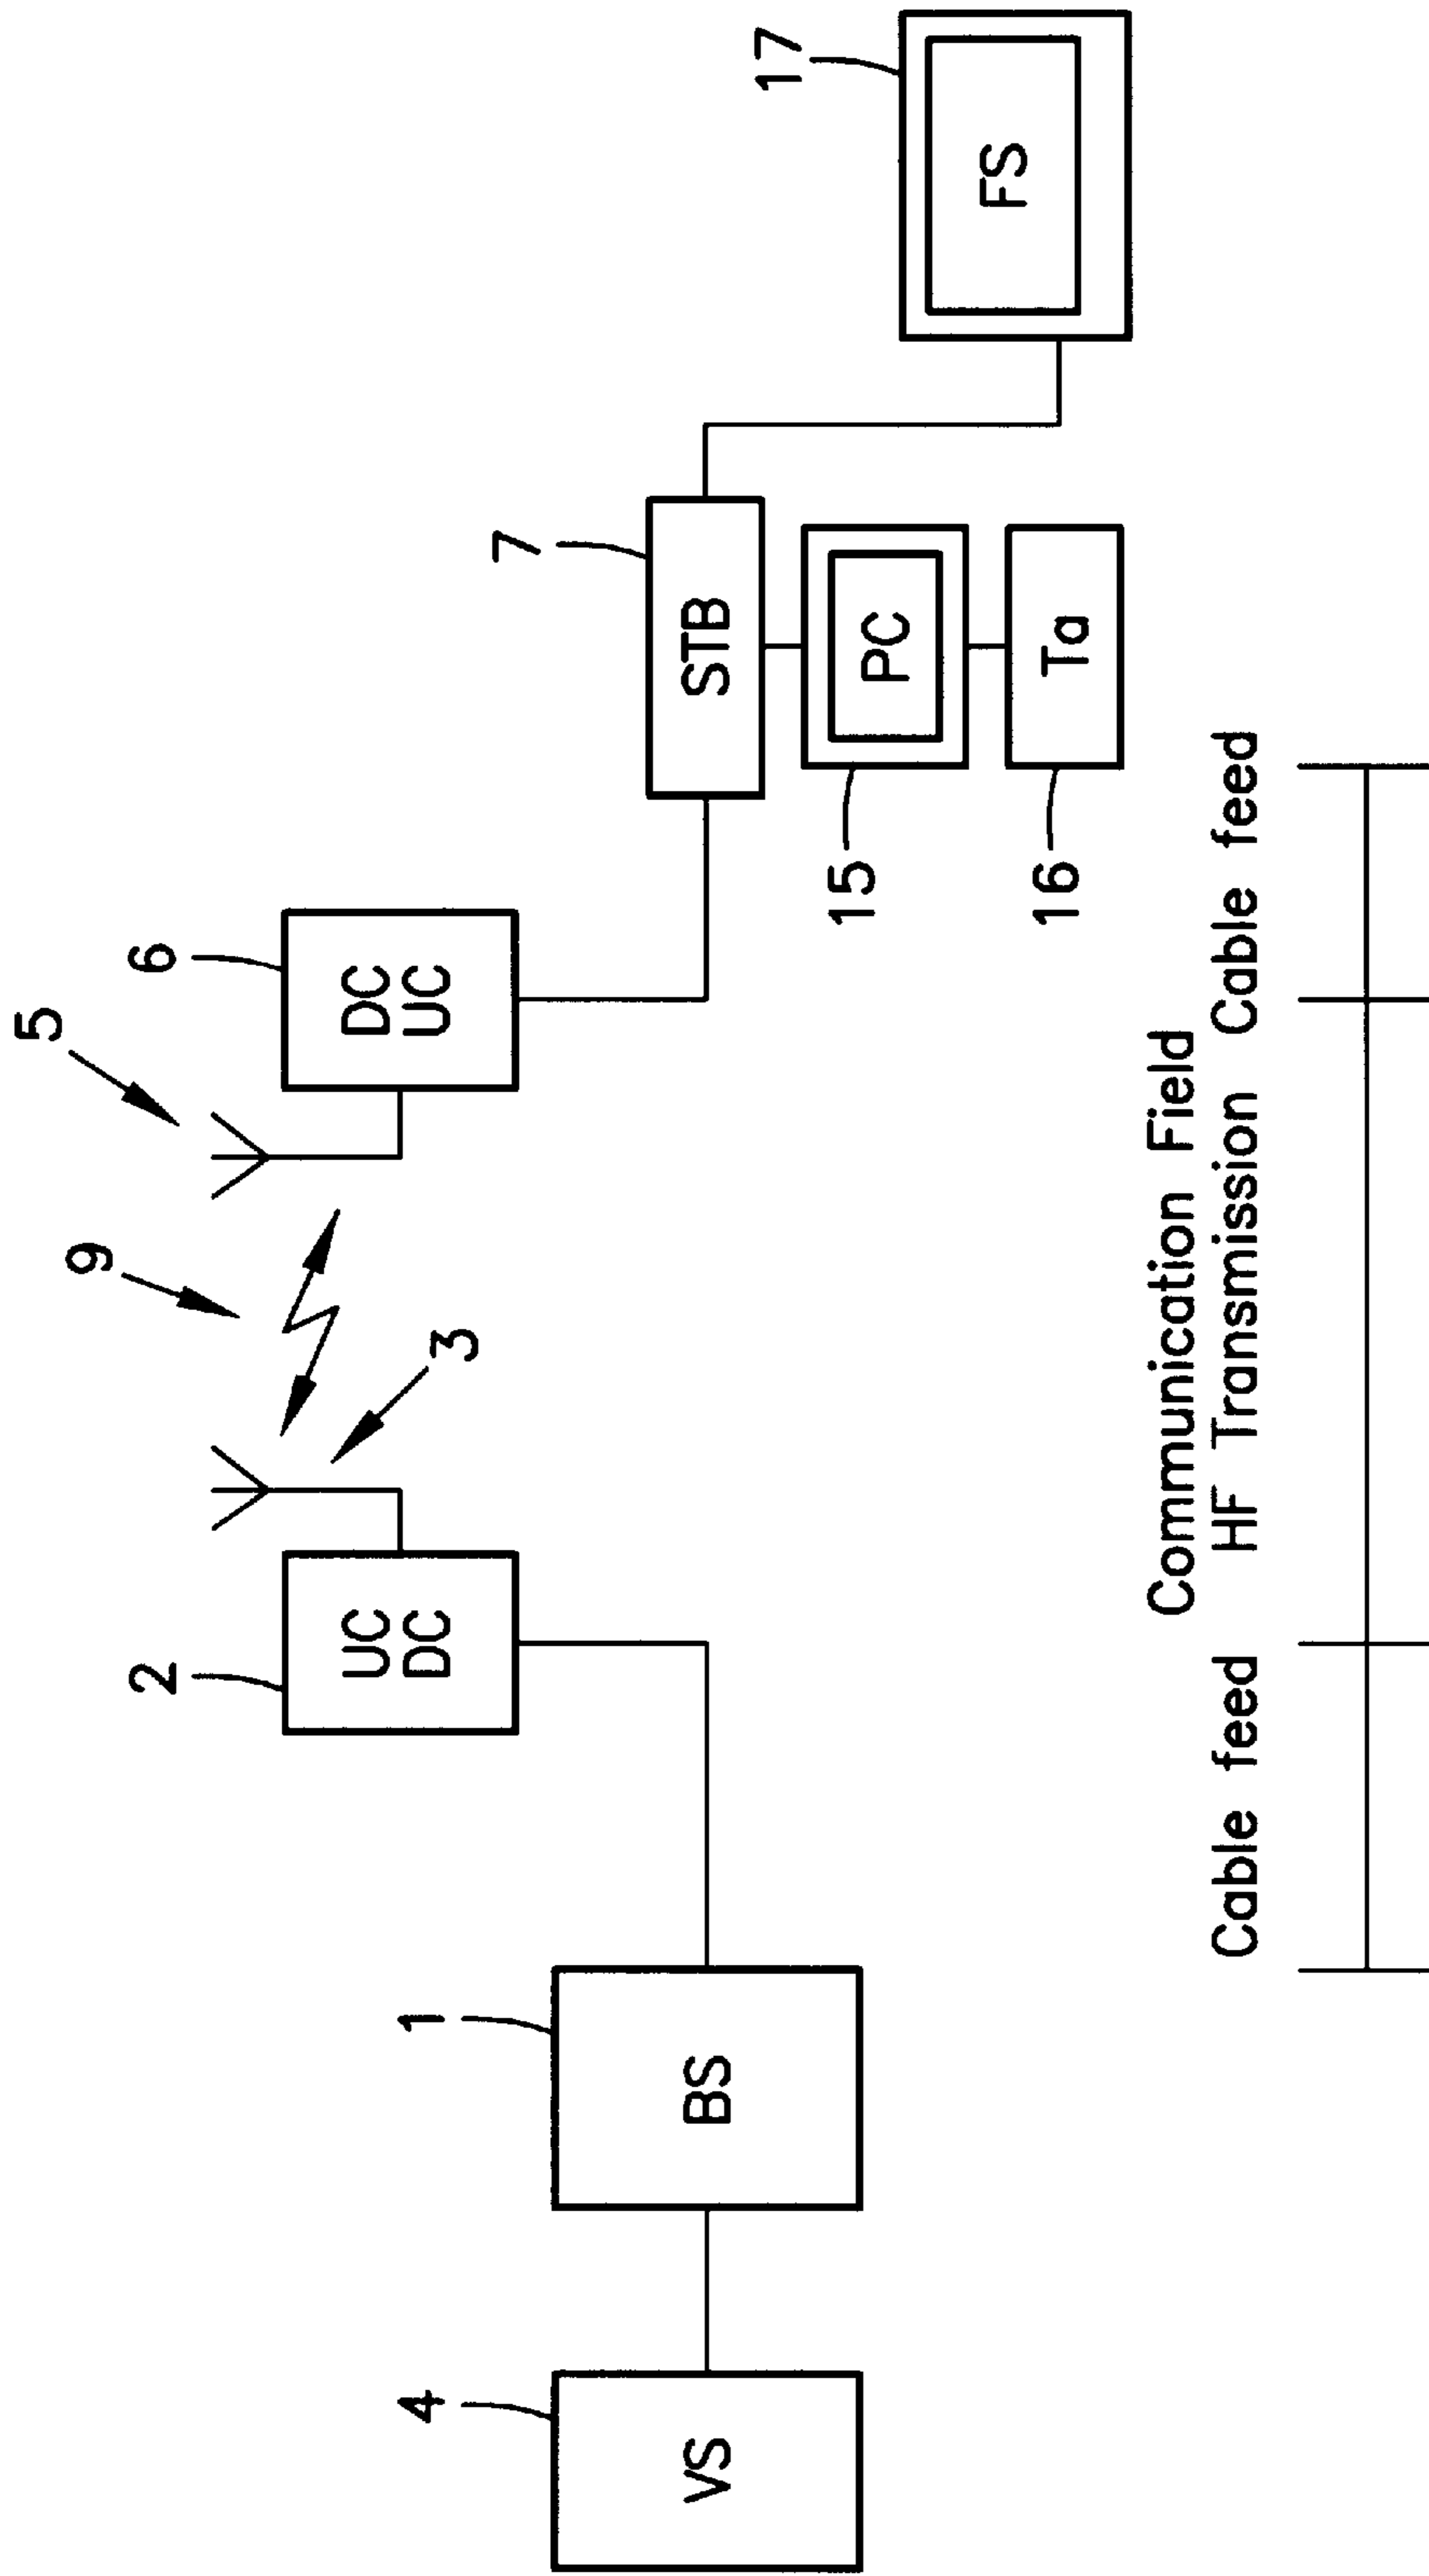 5
9
6
2
3
DC
UC
UC
DC
7
17
1
4
STB
FS
BS
VS
PC
15
Ta
16
Communication Field
Cable feed HF Transmission Cable feed